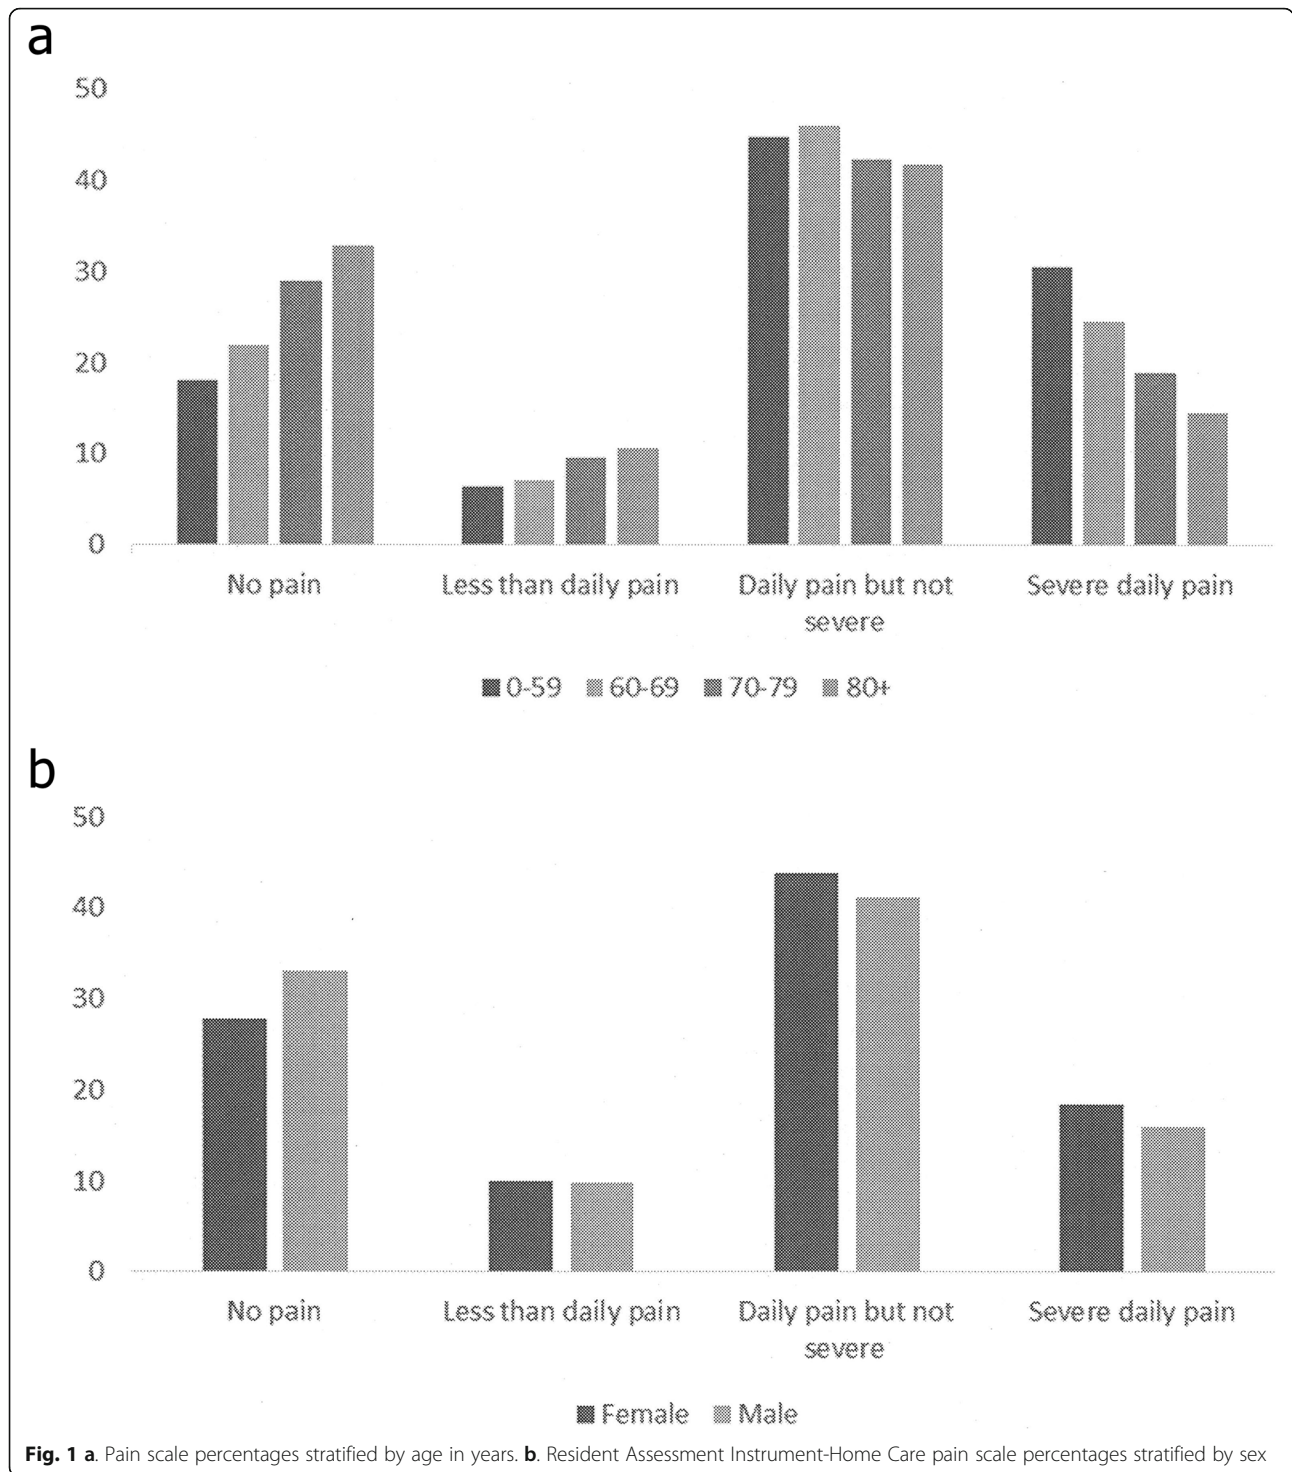 a
50
40
30
20
10
0
No pain
Less than daily pain
Daily pain but not
severe
Severe daily pain
0-59 60-69 70-79 80+
b
50
40
30
20
10
0
No pain
Less than daily pain
Daily pain but not
severe
Severe daily pain
Female Male
Fig. 1 a. Pain scale percentages stratified by age in years. b. Resident Assessment Instrument-Home Care pain scale percentages stratified by sex